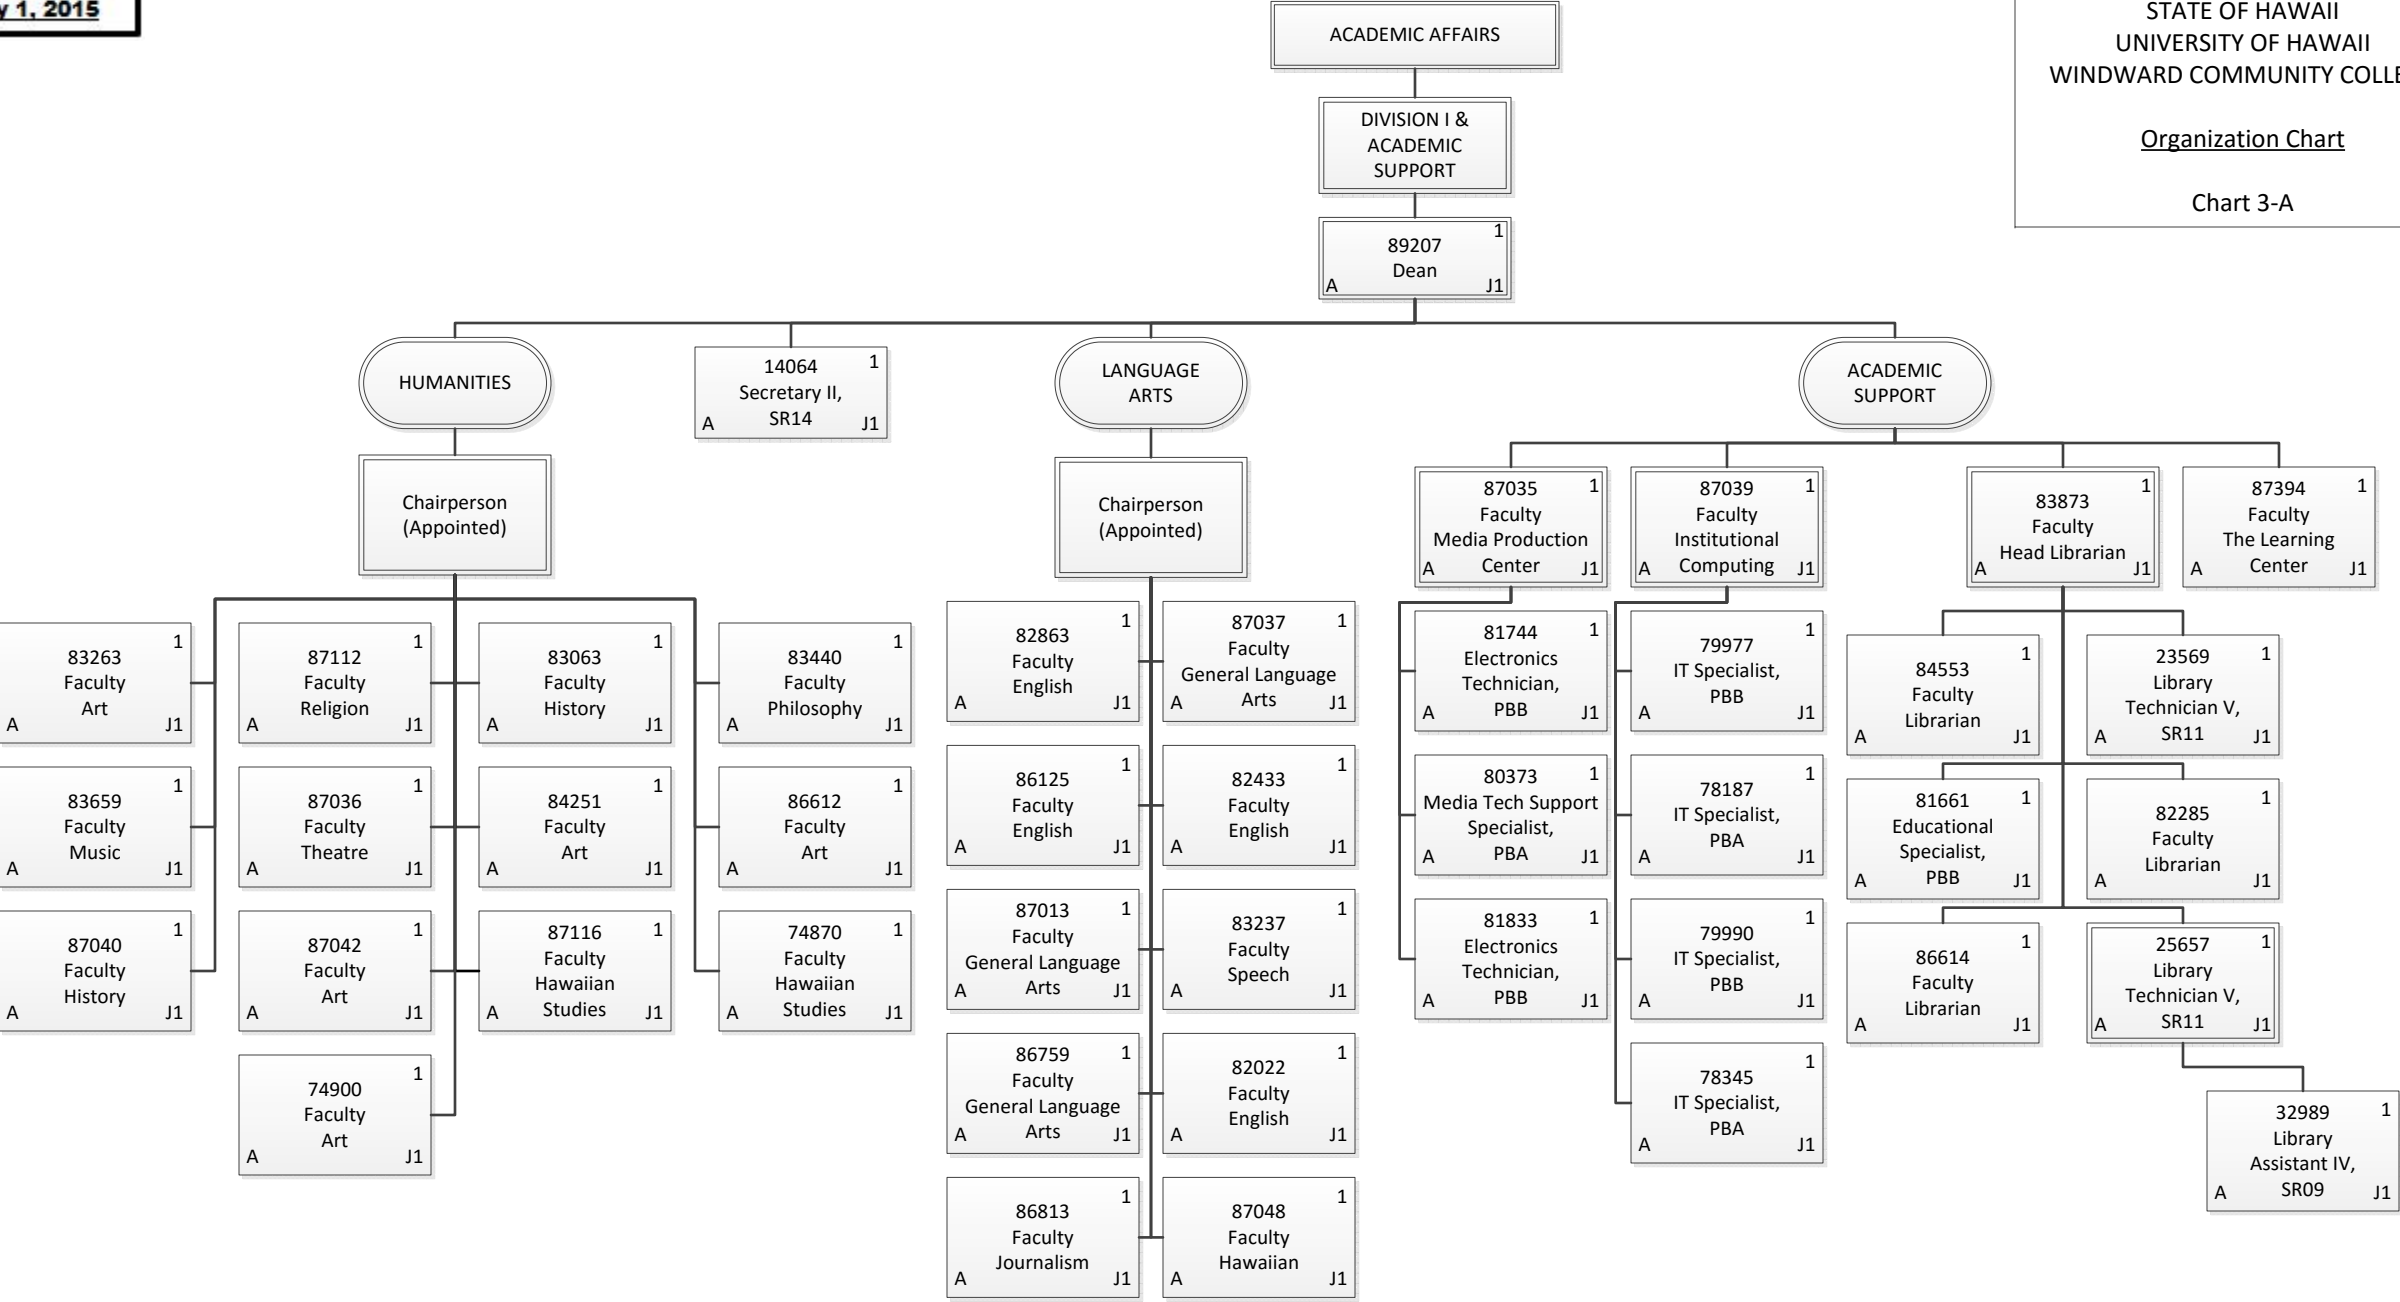 1, 2015
ACADEMIC AFFAIRS
STATE OF HAWAII
UNIVERSITY OF HAWAII
WINDWARD COMMUNITY
Organization Chart
Chart 3-A
DIVISION I &
ACADEMIC
SUPPORT
1
89207
Dean
A J1
HUMANITIES
14064 1
Secretary II,
SR14
A J1
LANGUAGE
ARTS
ACADEMIC
SUPPORT
Chairperson
(Appointed)
1
83263
Faculty
Art
A J1
1
87112
Faculty
Religion
A J1
1
83063
Faculty
History
A J1
1
83440
Faculty
Philosophy
A J1
1
83659
Faculty
Music
A J1
1
87036
Faculty
Theatre
A J1
1
84251
Faculty
Art
A J1
1
86612
Faculty
Art
A J1
1
87040
Faculty
History
A J1
1
87042
Faculty
Art
A J1
87116 1
Faculty
Hawaiian
Studies
A J1
74870 1
Faculty
Hawaiian
Studies
A J1
1
74900
Faculty
Art
A J1
Chairperson
(Appointed)
1
82863
Faculty
English
A J1
87037 1
Faculty
General Language
Arts
A J1
1
86125
Faculty
English
A J1
1
82433
Faculty
English
A J1
87013 1
Faculty
General Language
Arts
A J1
1
83237
Faculty
Speech
A J1
86759 1
Faculty
General Language
Arts
A J1
1
82022
Faculty
English
A J1
1
86813
Faculty
Journalism
A J1
1
87048
Faculty
Hawaiian
A J1
87035 1
Faculty
Media Production
Center
A J1
87039 1
Faculty
Institutional
Computing
A J1
1
83873
Faculty
Head Librarian
A J1
87394 1
Faculty
The Learning
Center
A J1
81744 1
Electronics
Technician,
PBB
A J1
80373 1
Media Tech Support
Specialist,
PBA
A J1
81833 1
Electronics
Technician,
PBB
A J1
1
79977
IT Specialist,
PBB
A J1
1
78187
IT Specialist,
PBA
A J1
1
79990
IT Specialist,
PBB
A J1
1
78345
IT Specialist,
PBA
A J1
1
84553
Faculty
Librarian
A J1
23569 1
Library
Technician V,
SR11
A J1
81661 1
Educational
Specialist,
PBB
A J1
1
82285
Faculty
Librarian
A J1
1
86614
Faculty
Librarian
A J1
25657 1
Library
Technician V,
SR11
A J1
32989 1
Library
Assistant IV,
SR09
A J1